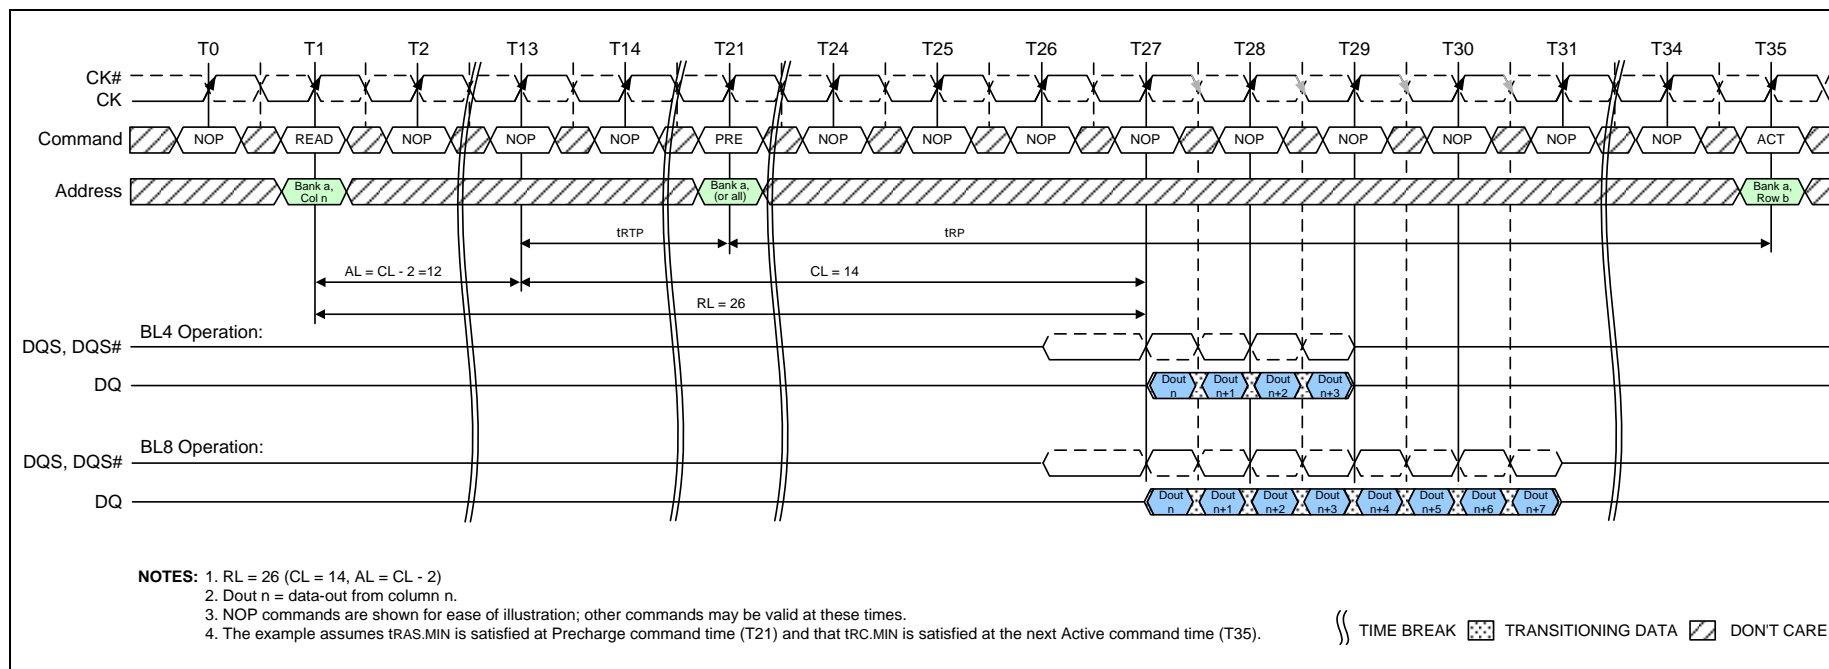 T0 T1 T2 T13 T14 T21 T24 T25 T26 T27 T28 T29 T30 T31 T34 T35
CK#
CK
Command NOP READ NOP NOP NOP PRE NOP NOP NOP NOP NOP NOP NOP NOP NOP ACT
Address Bank a, Col n Bank a, (or all) Bank a, Row b
tRTP tRP
AL = CL - 2 =12 CL = 14
RL = 26
BL4 Operation:
DQS, DQS#
DQ Dout n Dout n+1 Dout n+2 Dout n+3
BL8 Operation:
DQS, DQS#
DQ Dout n Dout n+1 Dout n+2 Dout n+3 Dout n+4 Dout n+5 Dout n+6 Dout n+7
NOTES: 1. RL = 26 (CL = 14, AL = CL - 2)
2. Dout n = data-out from column n.
3. NOP commands are shown for ease of illustration; other commands may be valid at these times.
4. The example assumes tRAS.MIN is satisfied at Precharge command time (T21) and that tRC.MIN is satisfied at the next Active command time (T35).
TIME BREAK TRANSITIONING DATA DON'T CARE